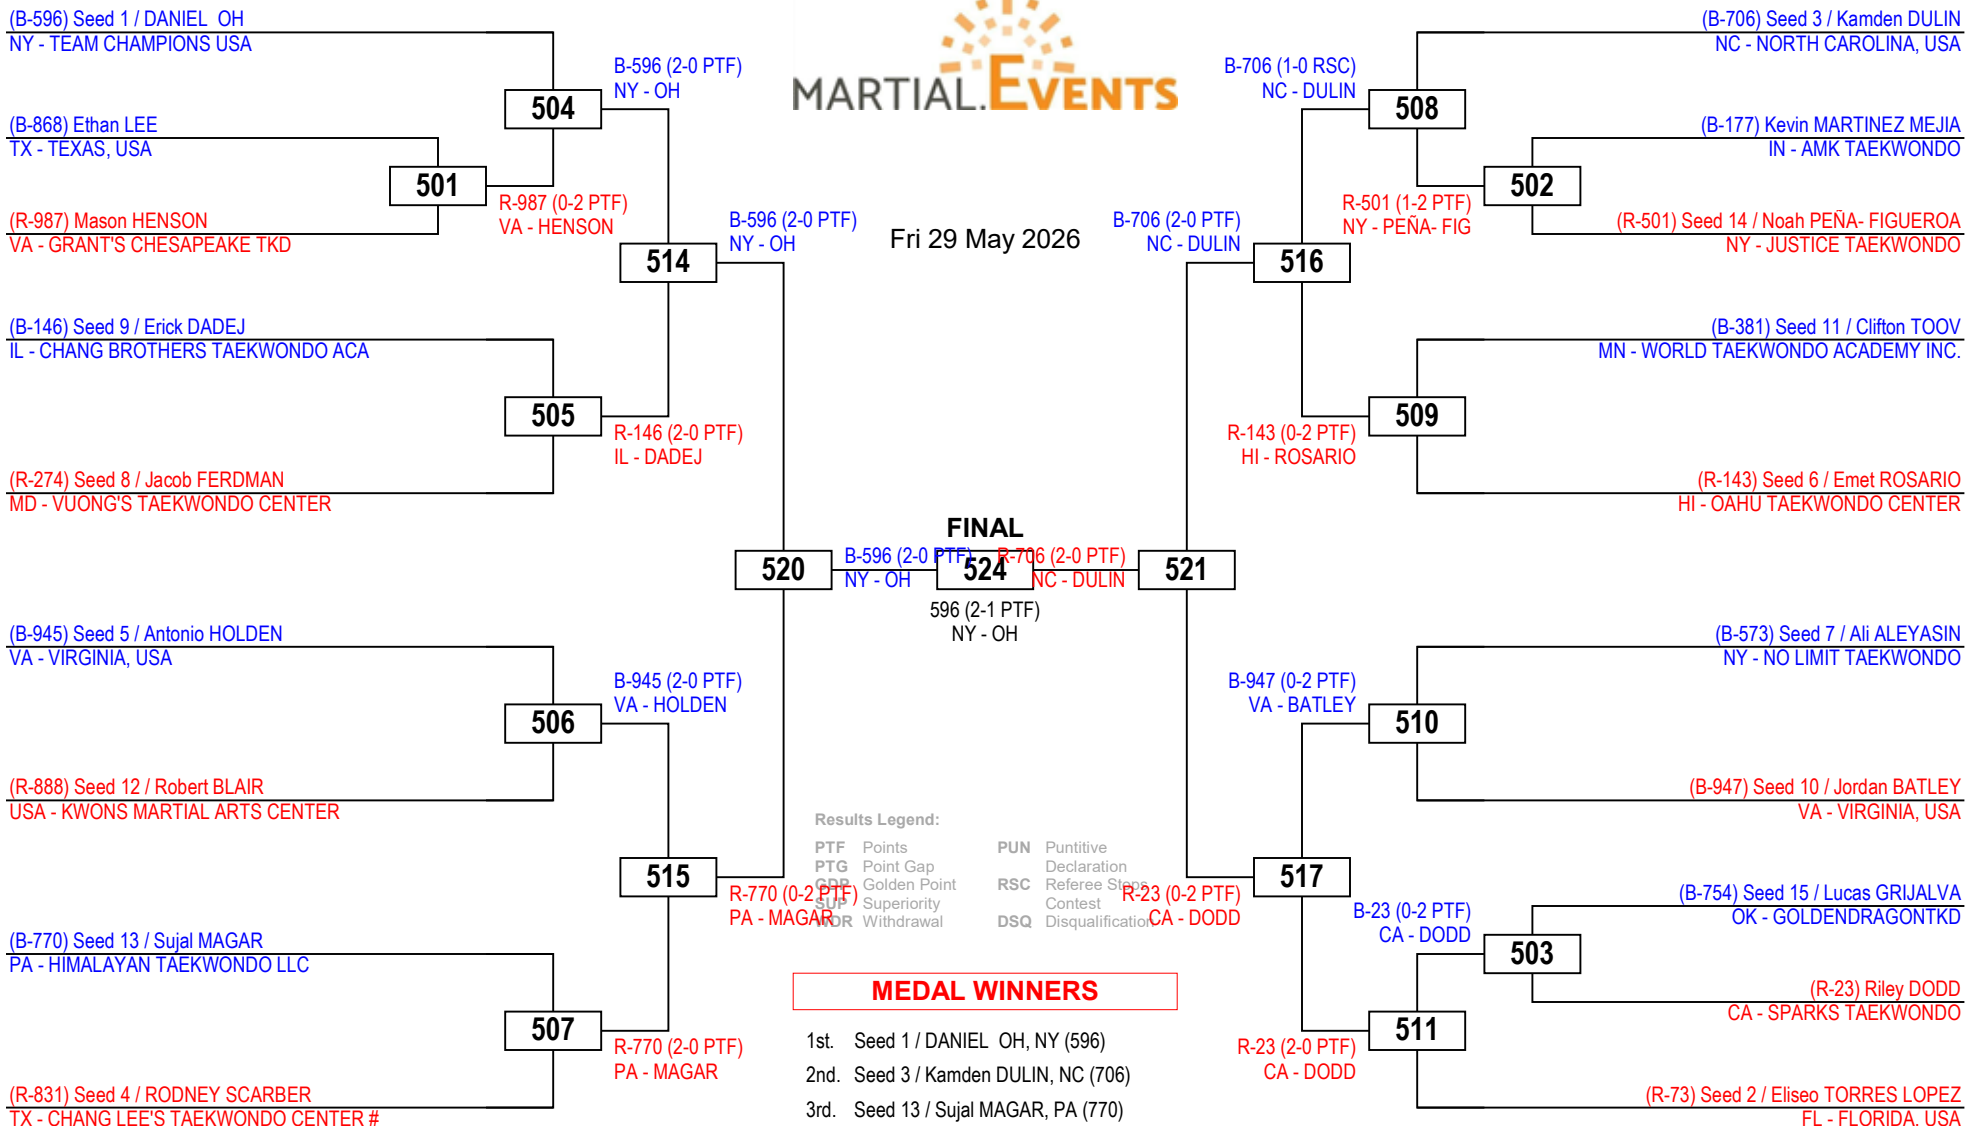 (B-596) Seed 1 / DANIEL  OH
NY - TEAM CHAMPIONS USA
B-596 (2-0 PTF)
NY - OH
504
(B-868) Ethan LEE
TX - TEXAS, USA
501
R-987 (0-2 PTF)
VA - HENSON
(R-987) Mason HENSON
VA - GRANT'S CHESAPEAKE TKD
B-596 (2-0 PTF)
NY - OH
514
(B-146) Seed 9 / Erick DADEJ
IL - CHANG BROTHERS TAEKWONDO ACA
505
R-146 (2-0 PTF)
IL - DADEJ
(R-274) Seed 8 / Jacob FERDMAN
MD - VUONG'S TAEKWONDO CENTER
520
B-596 (2-0 PTF)
NY - OH
(B-945) Seed 5 / Antonio HOLDEN
VA - VIRGINIA, USA
B-945 (2-0 PTF)
VA - HOLDEN
506
(R-888) Seed 12 / Robert BLAIR
USA - KWONS MARTIAL ARTS CENTER
515
R-770 (0-2 PTF)
PA - MAGAR
(B-770) Seed 13 / Sujal MAGAR
PA - HIMALAYAN TAEKWONDO LLC
507
R-770 (2-0 PTF)
PA - MAGAR
(R-831) Seed 4 / RODNEY SCARBER
TX - CHANG LEE'S TAEKWONDO CENTER #
MARTIAL.EVENTS
Fri 29 May 2026
FINAL
524
596 (2-1 PTF)
NY - OH
Results Legend:
PTF Points
PTG Point Gap
GDP Golden Point
SUP Superiority
WDR Withdrawal
PUN Puntitive
Declaration
RSC Referee Stops
Contest
DSQ Disqualification
MEDAL WINNERS
1st. Seed 1 / DANIEL  OH, NY (596)
2nd. Seed 3 / Kamden DULIN, NC (706)
3rd. Seed 13 / Sujal MAGAR, PA (770)
(B-706) Seed 3 / Kamden DULIN
NC - NORTH CAROLINA, USA
B-706 (1-0 RSC)
NC - DULIN
508
(B-177) Kevin MARTINEZ MEJIA
IN - AMK TAEKWONDO
502
R-501 (1-2 PTF)
NY - PEÑA- FIG
(R-501) Seed 14 / Noah PEÑA- FIGUEROA
NY - JUSTICE TAEKWONDO
B-706 (2-0 PTF)
NC - DULIN
516
(B-381) Seed 11 / Clifton TOOV
MN - WORLD TAEKWONDO ACADEMY INC.
509
R-143 (0-2 PTF)
HI - ROSARIO
(R-143) Seed 6 / Emet ROSARIO
HI - OAHU TAEKWONDO CENTER
R-706 (2-0 PTF)
NC - DULIN
521
(B-573) Seed 7 / Ali ALEYASIN
NY - NO LIMIT TAEKWONDO
B-947 (0-2 PTF)
VA - BATLEY
510
(B-947) Seed 10 / Jordan BATLEY
VA - VIRGINIA, USA
517
R-23 (0-2 PTF)
CA - DODD
(B-754) Seed 15 / Lucas GRIJALVA
OK - GOLDENDRAGONTKD
B-23 (0-2 PTF)
CA - DODD
503
(R-23) Riley DODD
CA - SPARKS TAEKWONDO
511
R-23 (2-0 PTF)
CA - DODD
(R-73) Seed 2 / Eliseo TORRES LOPEZ
FL - FLORIDA, USA